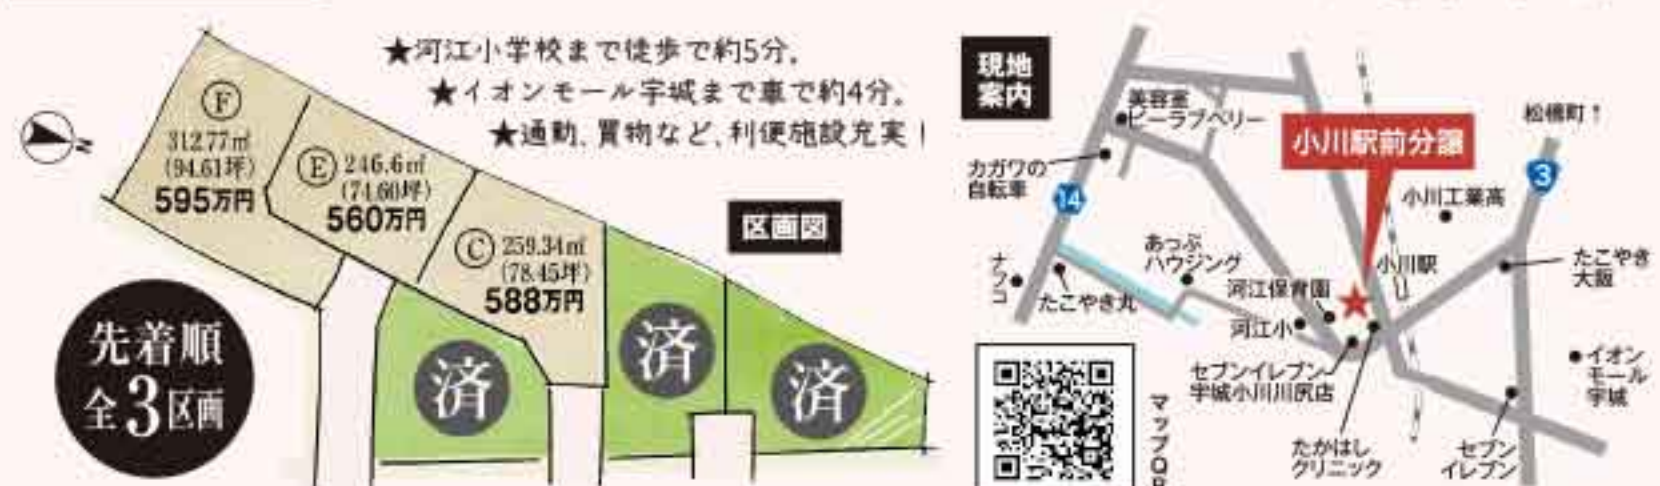 ★河江小学校まで徒歩で約5分。
★イオンモール宇城まで車で約4分。
★通勤、買物など、利便施設充実！
N
Ⓕ
312.77㎡
(94.61坪)
595万円
Ⓔ 246.6㎡
(74.60坪)
560万円
Ⓒ 259.34㎡
(78.45坪)
588万円
区画図
済
済
済
先着順
全3区画
現地
案内
美容室
ビーラブベリー
カガワの
自転車
14
小川駅前分譲
松橋町↑
3
小川工業高
小川駅
たこやき
大阪
あっぷ
ハウジング
ナフコ
たこやき丸
河江保育園
河江小
セブンイレブン
宇城小川川尻店
たかはし
クリニック
セブン
イレブン
イオン
モール
宇城
マップQR